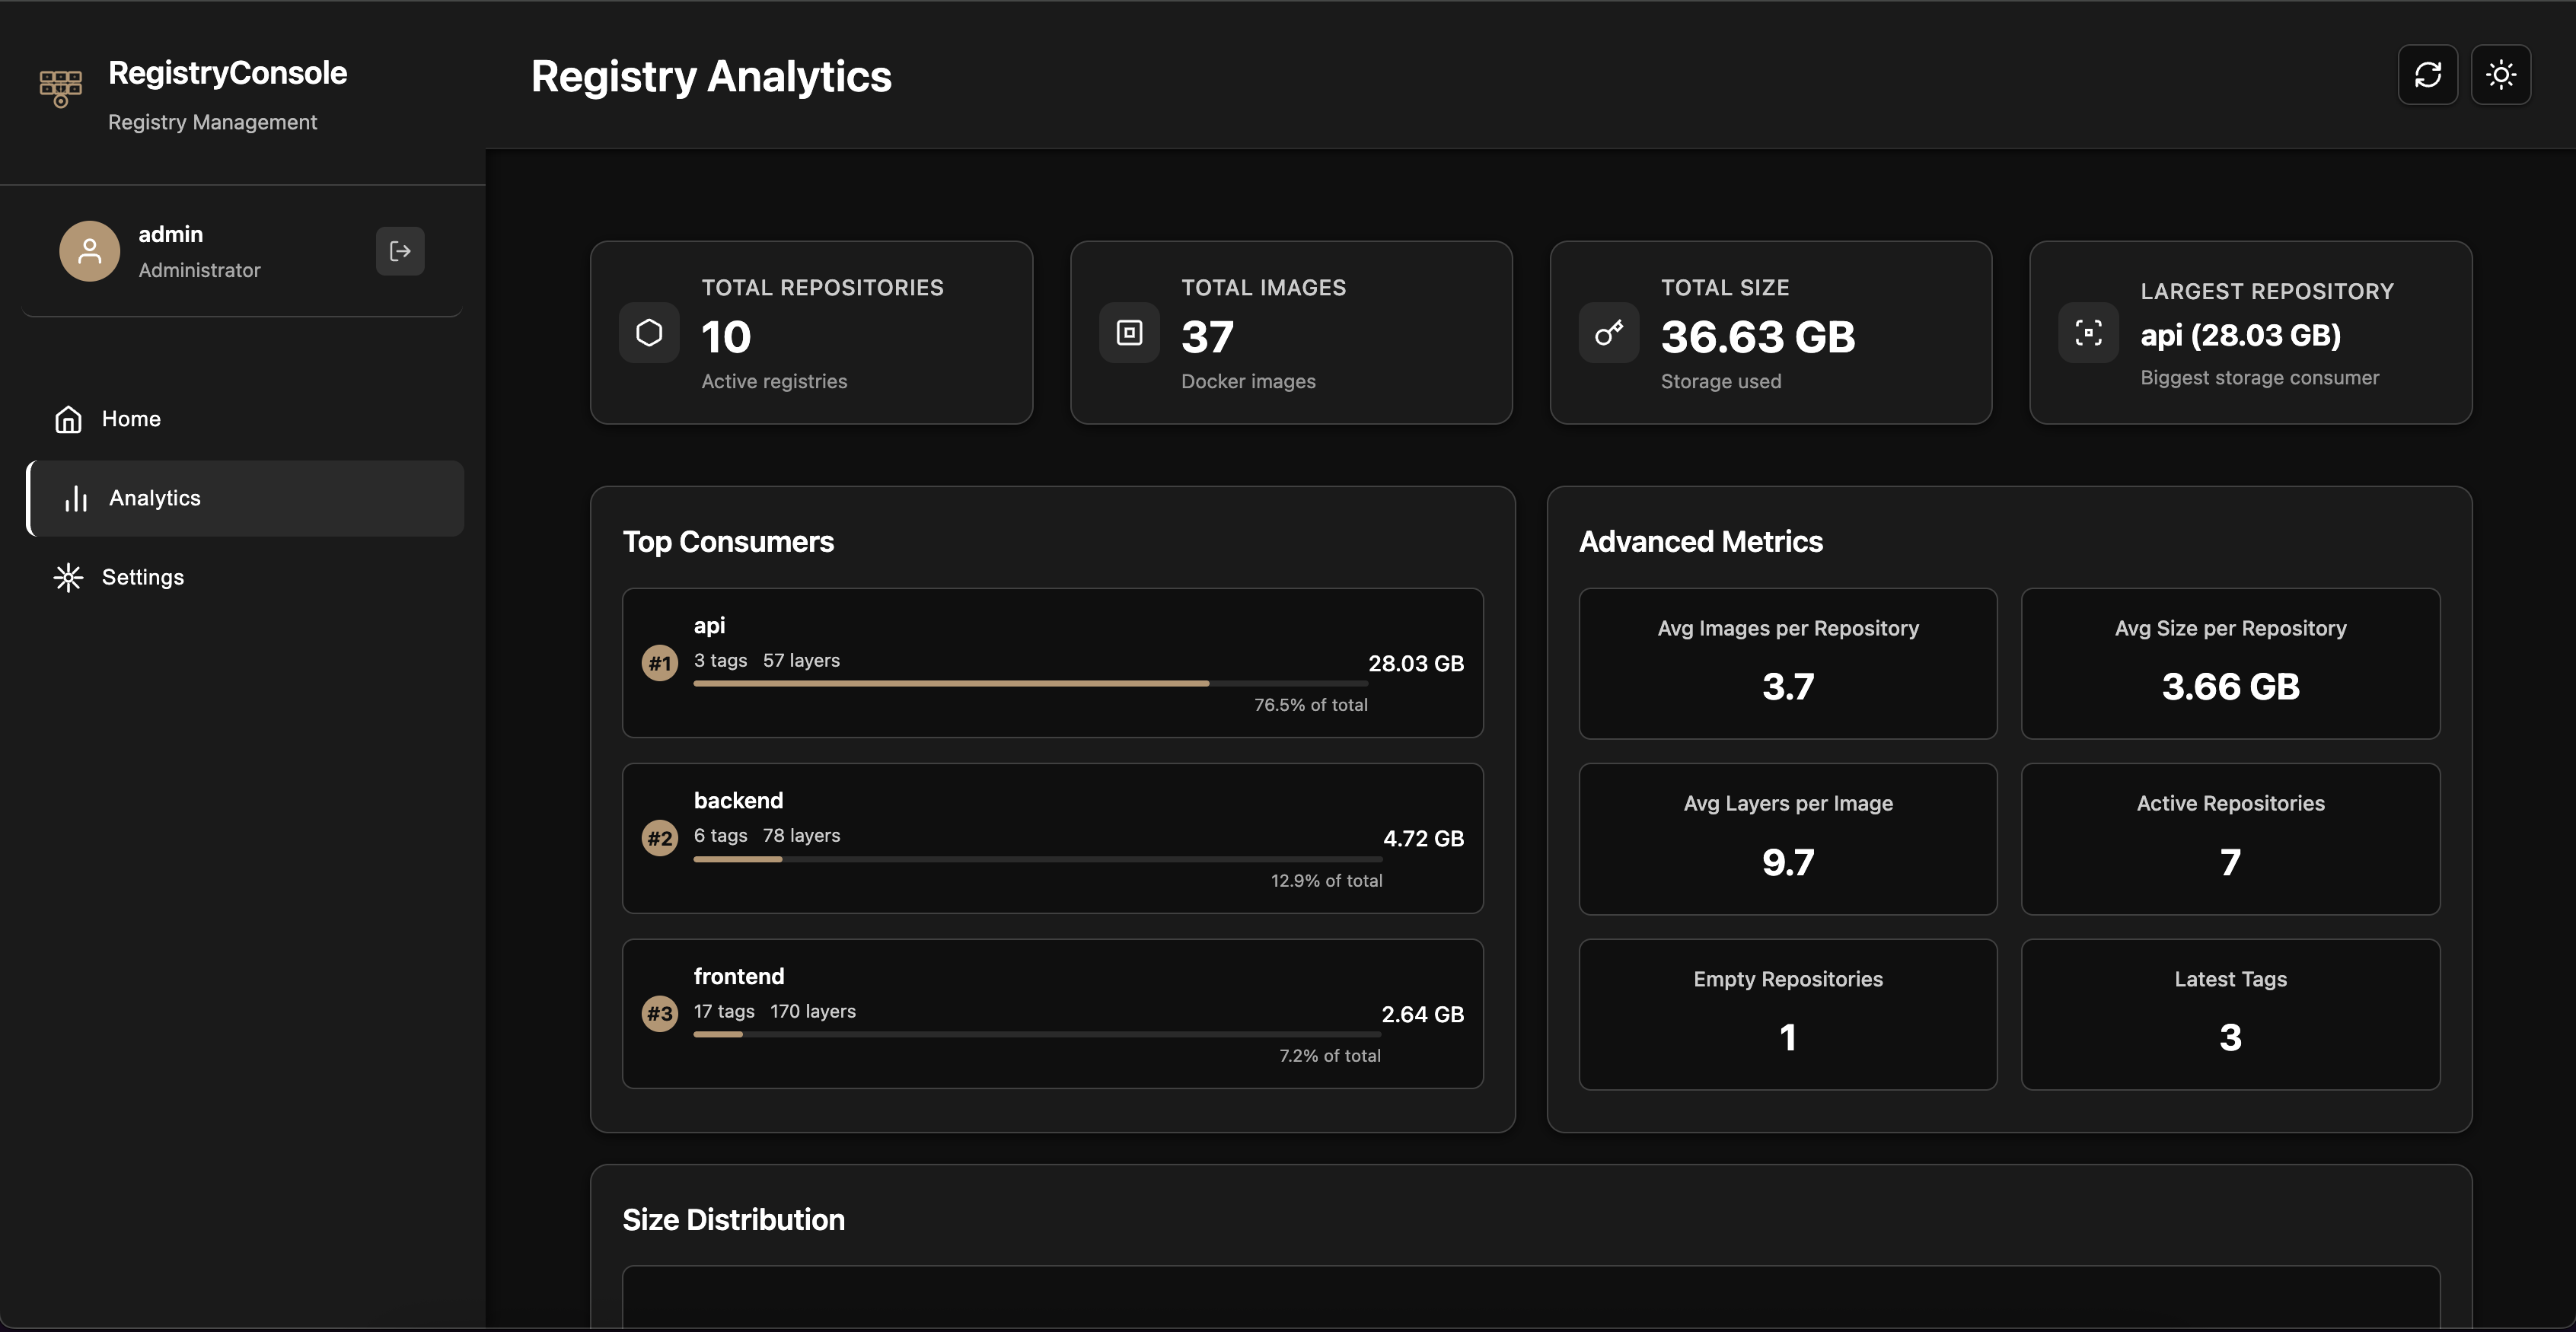 RegistryConsole
Registry Management
admin
Administrator
Home
Analytics
Settings
Registry Analytics
TOTAL REPOSITORIES
10
Active registries
TOTAL IMAGES
37
Docker images
TOTAL SIZE
36.63 GB
Storage used
LARGEST REPOSITORY
api (28.03 GB)
Biggest storage consumer
Top Consumers
#1
api
3 tags 57 layers
28.03 GB
76.5% of total
#2
backend
6 tags 78 layers
4.72 GB
12.9% of total
#3
frontend
17 tags 170 layers
2.64 GB
7.2% of total
Advanced Metrics
Avg Images per Repository
3.7
Avg Size per Repository
3.66 GB
Avg Layers per Image
9.7
Active Repositories
7
Empty Repositories
1
Latest Tags
3
Size Distribution